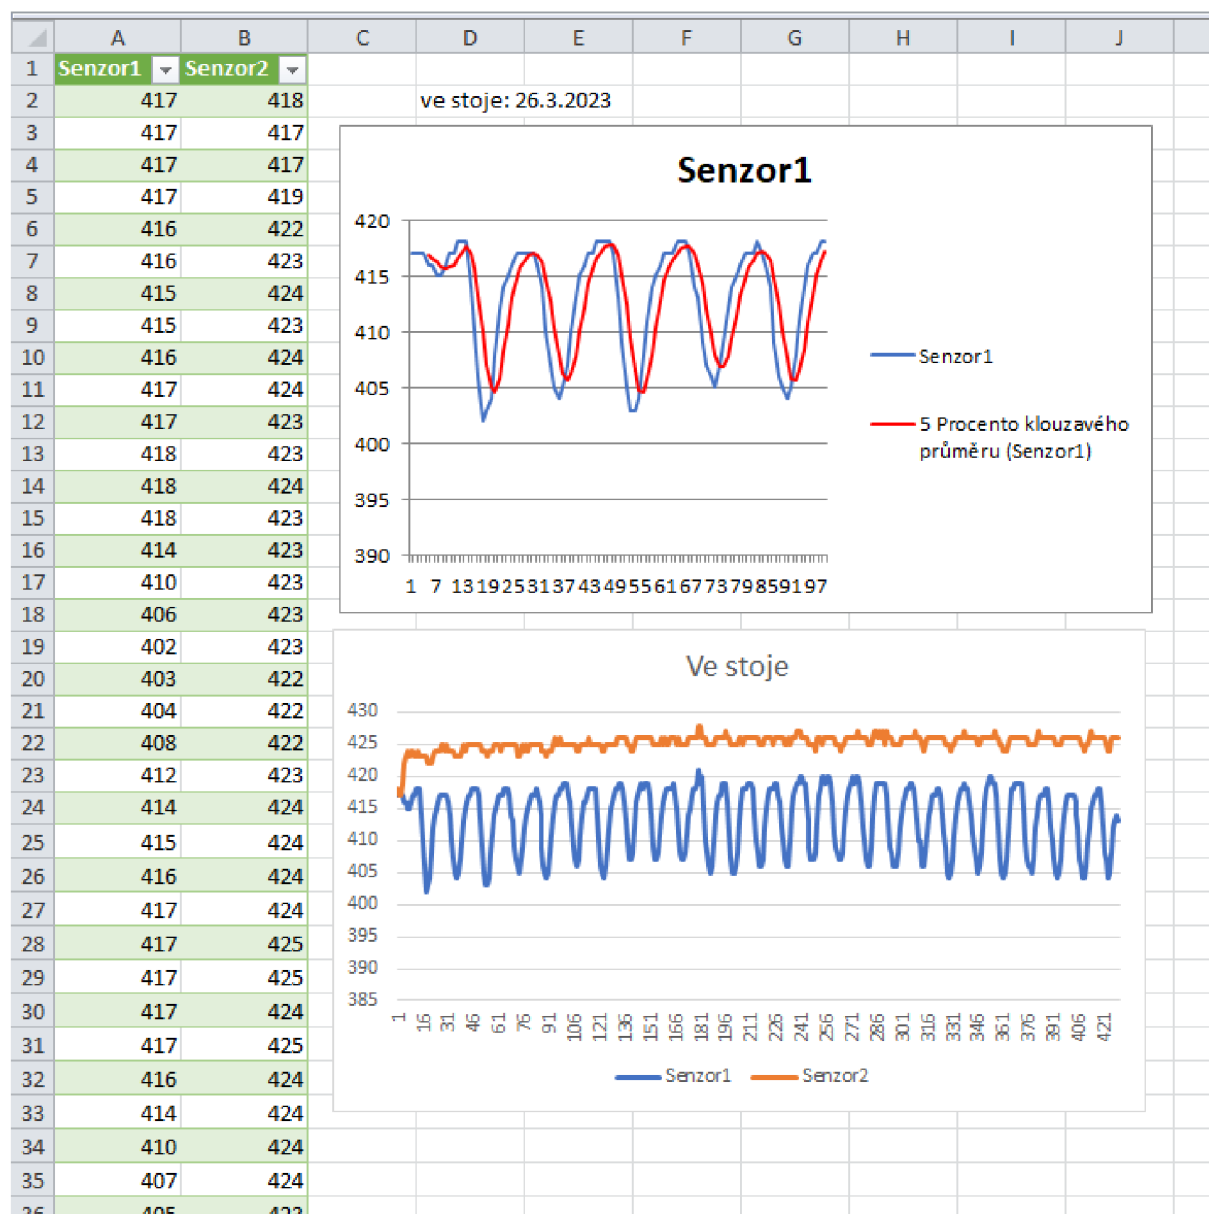 A B C D E F G H I J
1 Senzor1 Senzor2
2 417 418 ve stoje: 26.3.2023
3 417 417
4 417 417
5 417 419
6 416 422
7 416 423
8 415 424
9 415 423
10 416 424
11 417 424
12 417 423
13 418 423
14 418 424
15 418 423
16 414 423
17 410 423
18 406 423
19 402 423
20 403 422
21 404 422
22 408 422
23 412 423
24 414 424
25 415 424
26 416 424
27 417 424
28 417 425
29 417 425
30 417 424
31 417 425
32 416 424
33 414 424
34 410 424
35 407 424
Senzor1
420
415
410
405
400
395
390
1 7 13 19 25 31 37 43 49 55 61 67 73 79 85 91 97
Senzor1
5 Procento klouzavého
průměru (Senzor1)
Ve stoje
430
425
420
415
410
405
400
395
390
385
1 16 31 46 61 76 91 106 121 136 151 166 181 196 211 226 241 256 271 286 301 316 331 346 361 376 391 406 421
Senzor1 Senzor2